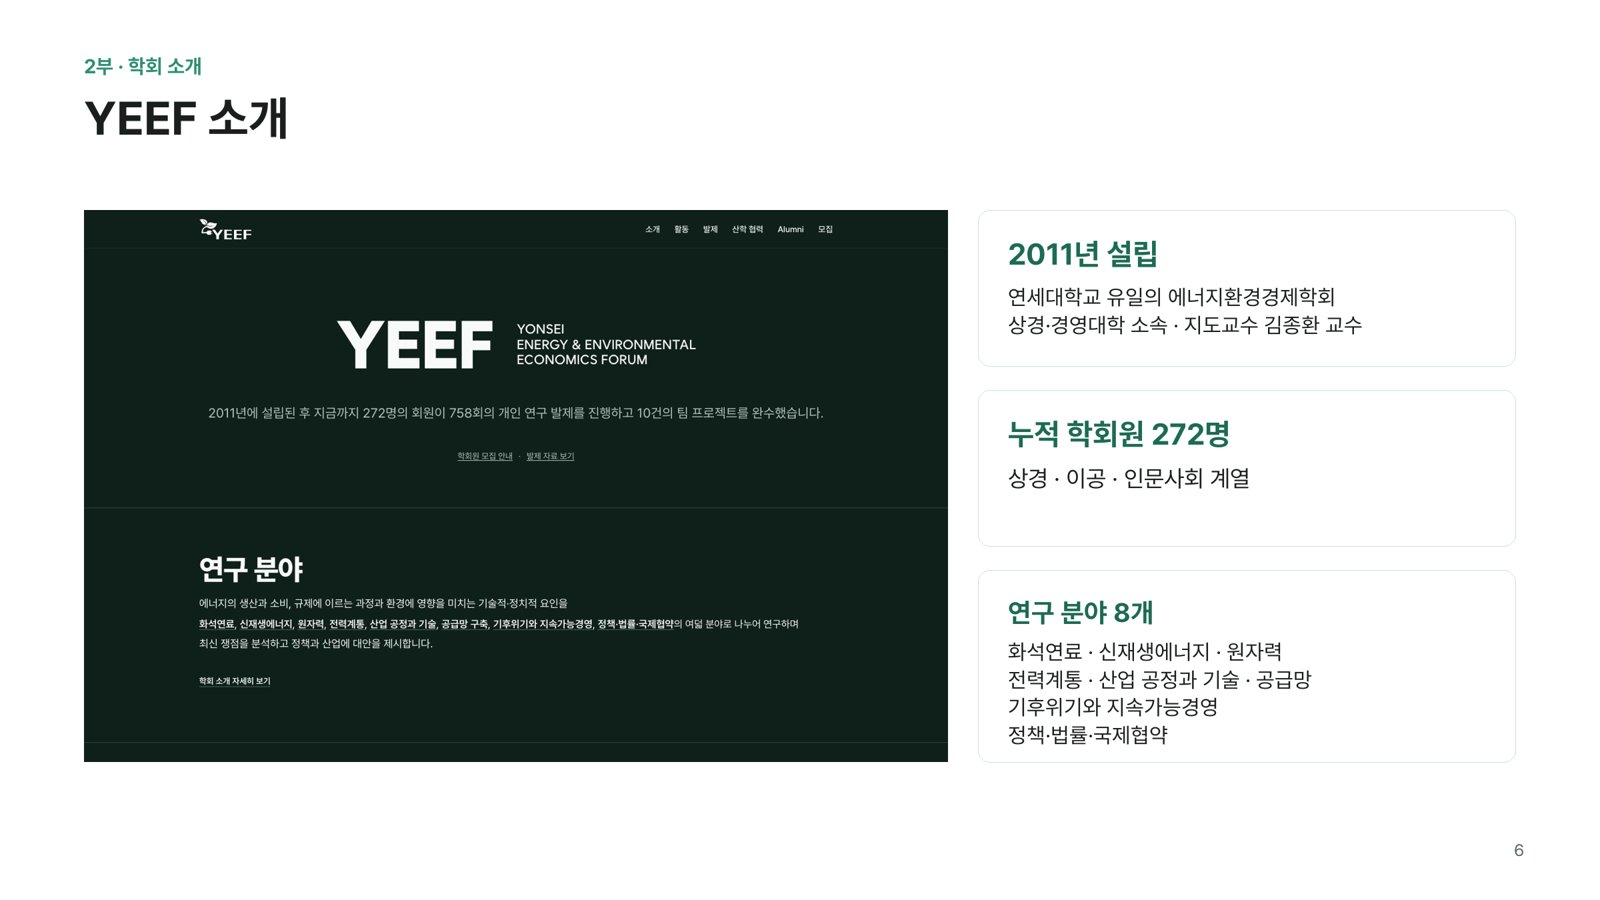 2부 · 학회 소개
YEEF 소개
YEEF
소개 활동 발제 산학 협력 Alumni 모집
YEEF
YONSEI
ENERGY & ENVIRONMENTAL
ECONOMICS FORUM
2011년에 설립된 후 지금까지 272명의 회원이 758회의 개인 연구 발제를 진행하고 10건의 팀 프로젝트를 완수했습니다.
학회원 모집 안내 · 발제 자료 보기
연구 분야
에너지의 생산과 소비, 규제에 이르는 과정과 환경에 영향을 미치는 기술적·정치적 요인을
화석연료, 신재생에너지, 원자력, 전력계통, 산업 공정과 기술, 공급망 구축, 기후위기와 지속가능경영, 정책·법률·국제협약의 여덟 분야로 나누어 연구하며
최신 쟁점을 분석하고 정책과 산업에 대안을 제시합니다.
학회 소개 자세히 보기
2011년 설립
연세대학교 유일의 에너지환경경제학회
상경·경영대학 소속 · 지도교수 김종환 교수
누적 학회원 272명
상경 · 이공 · 인문사회 계열
연구 분야 8개
화석연료 · 신재생에너지 · 원자력
전력계통 · 산업 공정과 기술 · 공급망
기후위기와 지속가능경영
정책·법률·국제협약
6